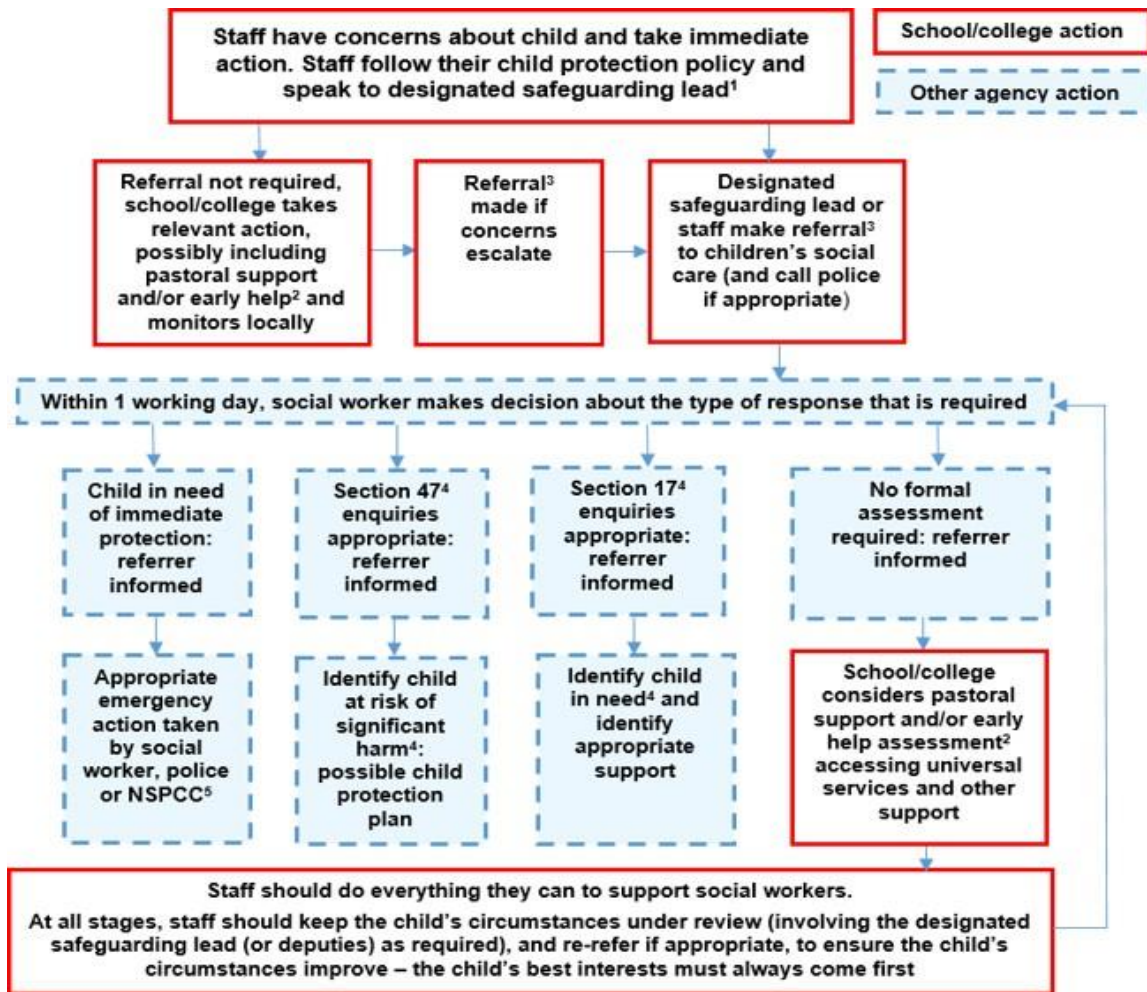 Staff have concerns about child and take immediate
action. Staff follow their child protection policy and
speak to designated safeguarding lead¹
School/college action
Other agency action
Referral not required,
school/college takes
relevant action,
possibly including
pastoral support
and/or early help² and
monitors locally
Referral³
made if
concerns
escalate
Designated
safeguarding lead or
staff make referral³
to children’s social
care (and call police
if appropriate)
Within 1 working day, social worker makes decision about the type of response that is required
Child in need
of immediate
protection:
referrer
informed
Section 47⁴
enquiries
appropriate:
referrer
informed
Section 17⁴
enquiries
appropriate:
referrer
informed
No formal
assessment
required: referrer
informed
Appropriate
emergency
action taken
by social
worker, police
or NSPCC⁵
Identify child
at risk of
significant
harm⁴:
possible child
protection
plan
Identify child
in need⁴ and
identify
appropriate
support
School/college
considers pastoral
support and/or early
help assessment²
accessing universal
services and other
support
Staff should do everything they can to support social workers.
At all stages, staff should keep the child’s circumstances under review (involving the designated
safeguarding lead (or deputies) as required), and re-refer if appropriate, to ensure the child’s
circumstances improve – the child’s best interests must always come first